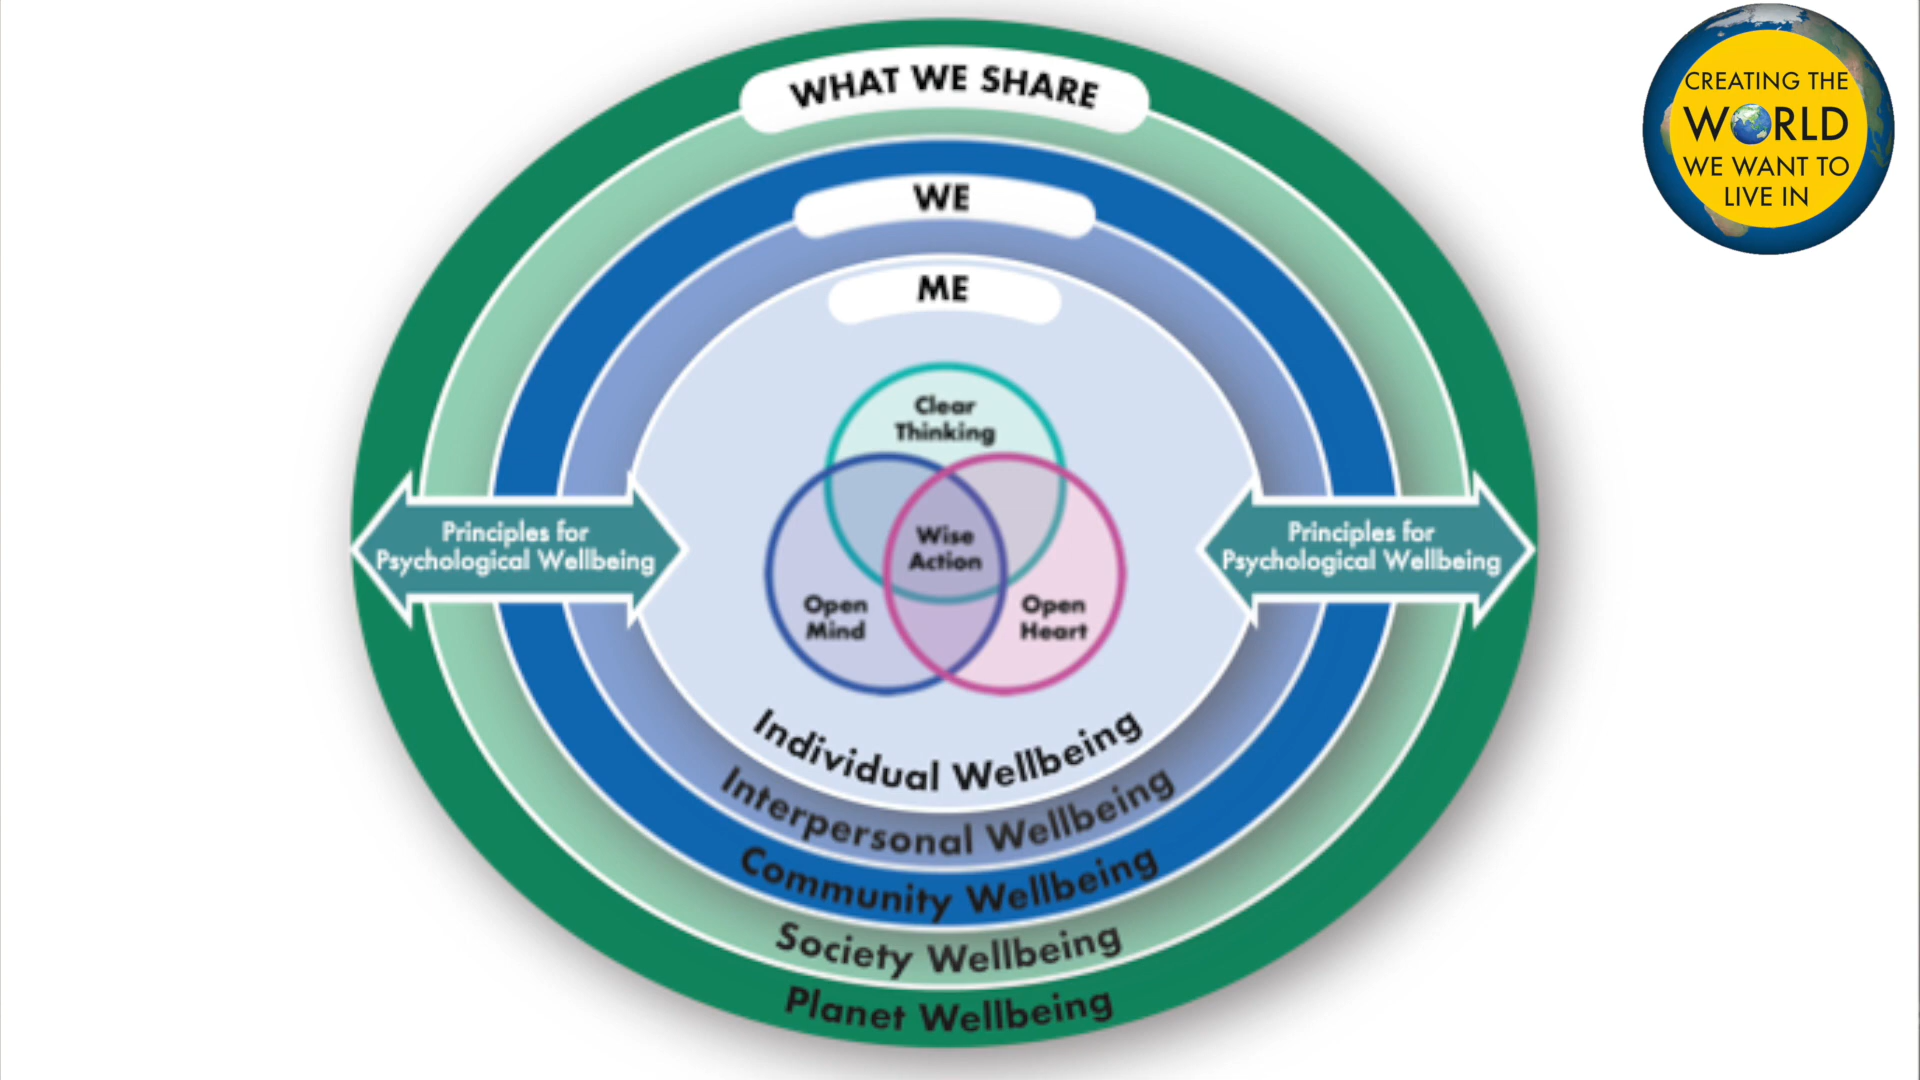 WHAT WE SHARE
WE
ME
Clear
Thinking
Wise
Action
Open
Mind
Open
Heart
Principles for
Psychological Wellbeing
Principles for
Psychological Wellbeing
Individual Wellbeing
Interpersonal Wellbeing
Community Wellbeing
Society Wellbeing
Planet Wellbeing
CREATING THE
WORLD
WE WANT TO
LIVE IN